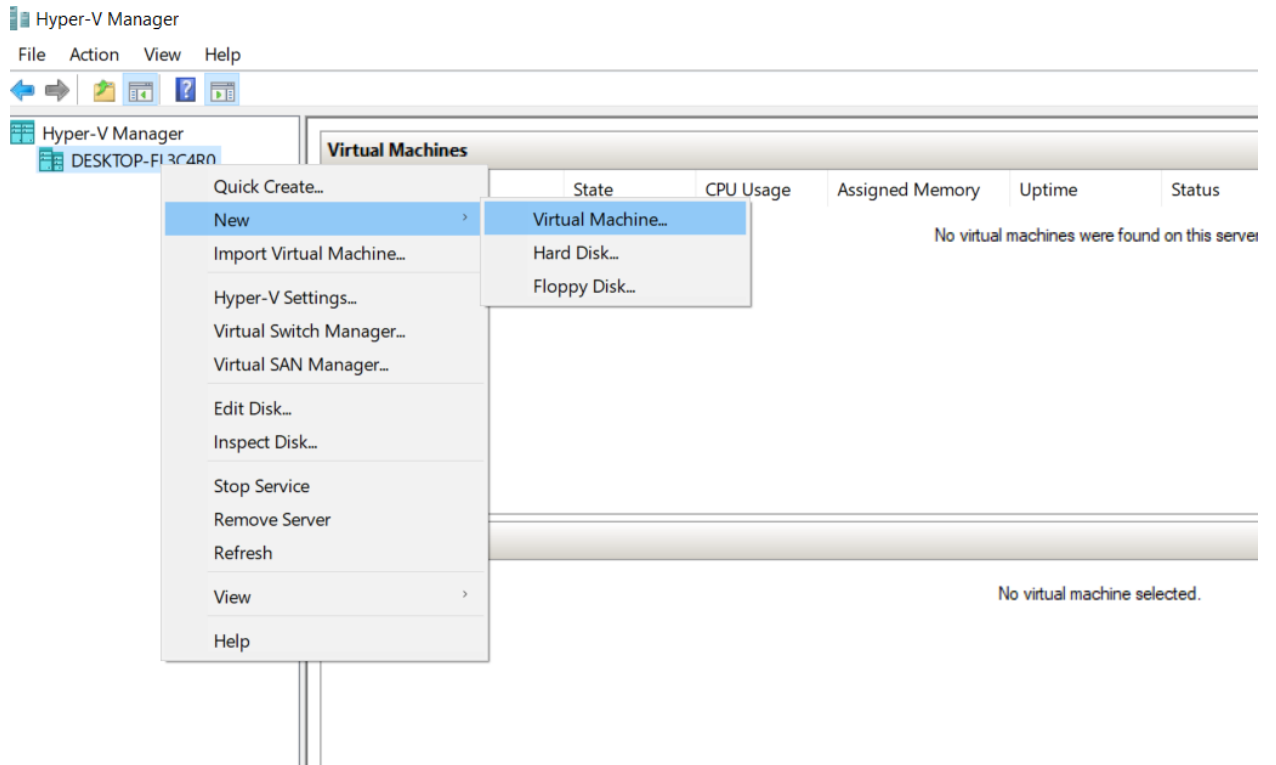 Hyper-V Manager
File Action View Help
Hyper-V Manager
DESKTOP-FL3C4R0
Virtual Machines
State CPU Usage Assigned Memory Uptime Status
No virtual machines were found on this server
Quick Create...
New
Import Virtual Machine...
Hyper-V Settings...
Virtual Switch Manager...
Virtual SAN Manager...
Edit Disk...
Inspect Disk...
Stop Service
Remove Server
Refresh
View
Help
Virtual Machine...
Hard Disk...
Floppy Disk...
No virtual machine selected.